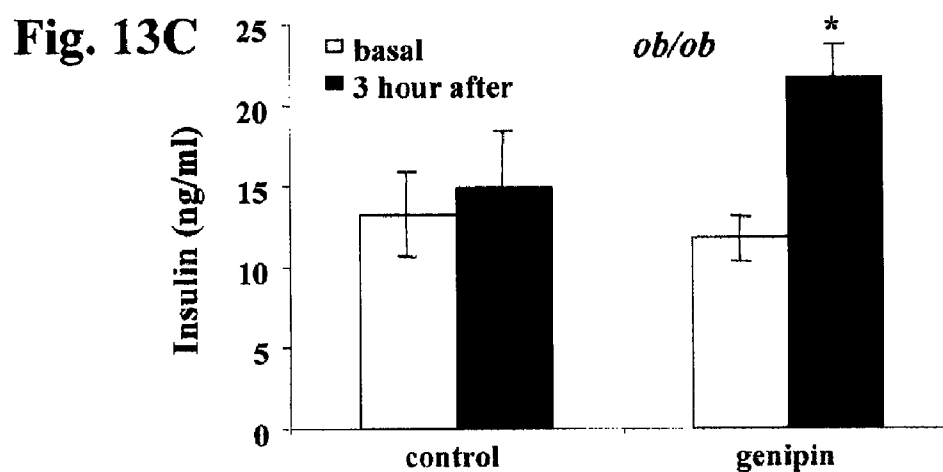 Fig. 13C
25
20
15
10
5
0
Insulin (ng/ml)
basal
3 hour after
ob/ob
*
control
genipin